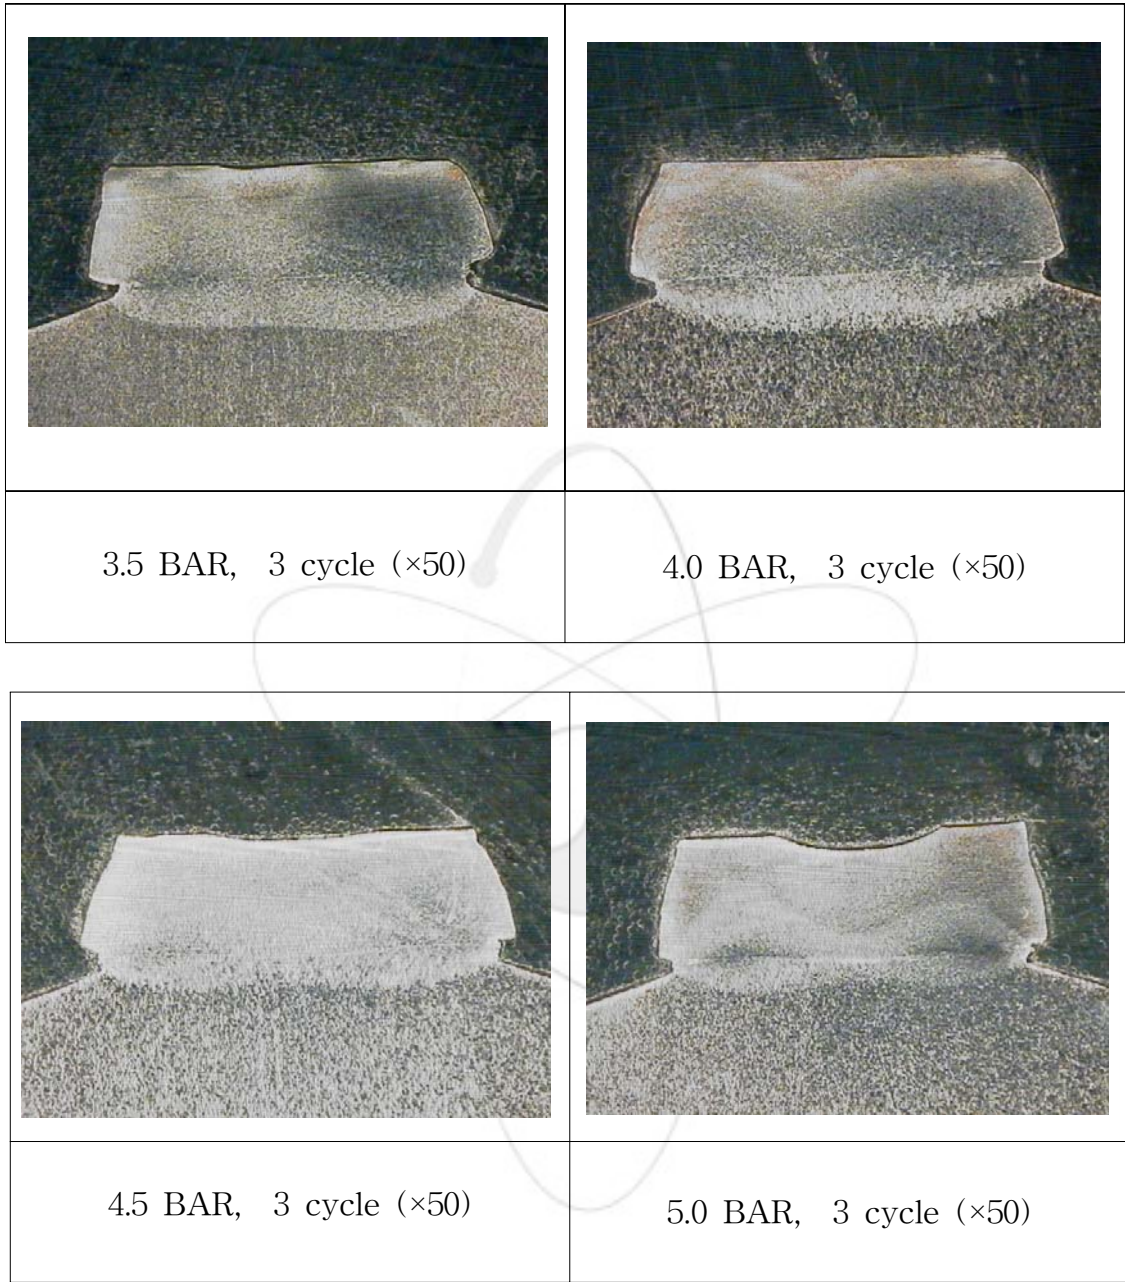 3.5 BAR, 3 cycle (×50)
4.0 BAR, 3 cycle (×50)
4.5 BAR, 3 cycle (×50)
5.0 BAR, 3 cycle (×50)